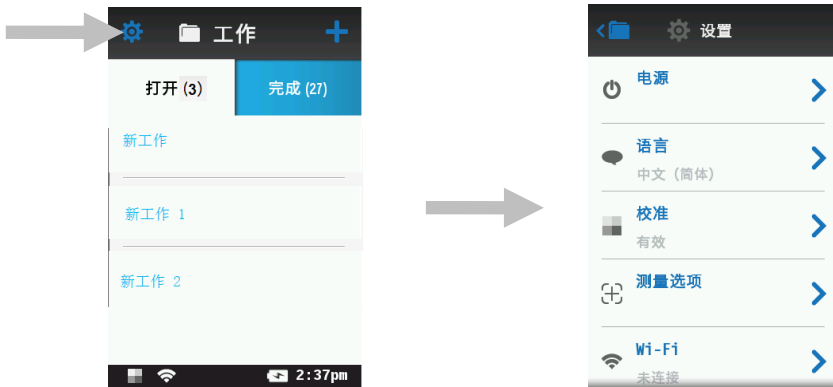 工作
打开 (3)
完成 (27)
新工作
新工作 1
新工作 2
2:37pm
设置
电源
语言
中文 (简体)
校准
有效
测量选项
Wi-Fi
未连接